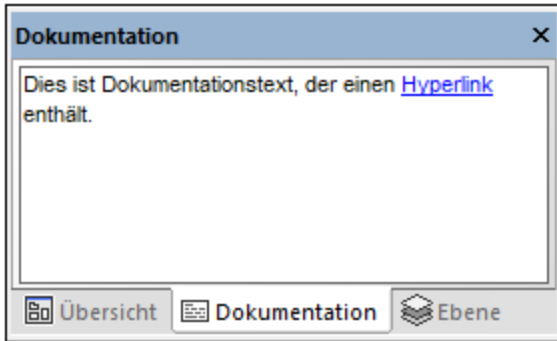 Dokumentation
Dies ist Dokumentationstext, der einen Hyperlink
enthält.
Übersicht Dokumentation Ebene